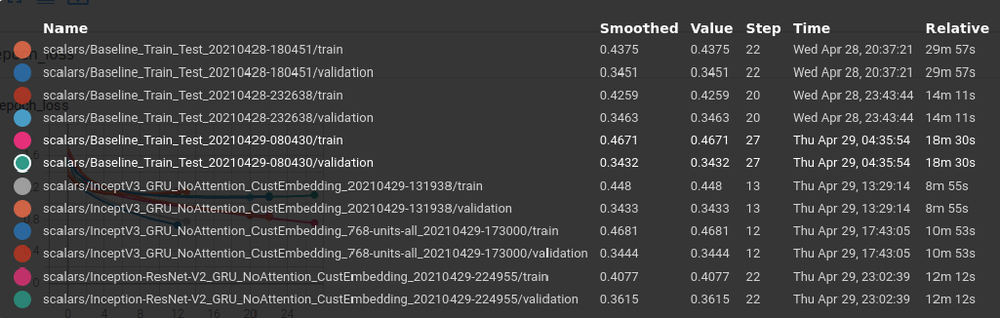 Name Smoothed Value Step Time Relative
epoch_loss
scalars/Baseline_Train_Test_20210428-180451/train 0.4375 0.4375 22 Wed Apr 28, 20:37:21 29m 57s
scalars/Baseline_Train_Test_20210428-180451/validation 0.3451 0.3451 22 Wed Apr 28, 20:37:21 29m 57s
scalars/Baseline_Train_Test_20210428-232638/train 0.4259 0.4259 20 Wed Apr 28, 23:43:44 14m 11s
epoch_loss
scalars/Baseline_Train_Test_20210428-232638/validation 0.3463 0.3463 20 Wed Apr 28, 23:43:44 14m 11s
scalars/Baseline_Train_Test_20210429-080430/train 0.4671 0.4671 27 Thu Apr 29, 04:35:54 18m 30s
scalars/Baseline_Train_Test_20210429-080430/validation 0.3432 0.3432 27 Thu Apr 29, 04:35:54 18m 30s
scalars/InceptV3_GRU_NoAttention_CustEmbedding_20210429-131938/train 0.448 0.448 13 Thu Apr 29, 13:29:14 8m 55s
scalars/InceptV3_GRU_NoAttention_CustEmbedding_20210429-131938/validation 0.3433 0.3433 13 Thu Apr 29, 13:29:14 8m 55s
scalars/InceptV3_GRU_NoAttention_CustEmbedding_768-units-all_20210429-173000/train 0.4681 0.4681 12 Thu Apr 29, 17:43:05 10m 53s
scalars/InceptV3_GRU_NoAttention_CustEmbedding_768-units-all_20210429-173000/validation 0.3444 0.3444 12 Thu Apr 29, 17:43:05 10m 53s
scalars/Inception-ResNet-V2_GRU_NoAttention_CustEmbedding_20210429-224955/train 0.4077 0.4077 22 Thu Apr 29, 23:02:39 12m 12s
scalars/Inception-ResNet-V2_GRU_NoAttention_CustEmbedding_20210429-224955/validation 0.3615 0.3615 22 Thu Apr 29, 23:02:39 12m 12s
0 4 8 12 16 20 24